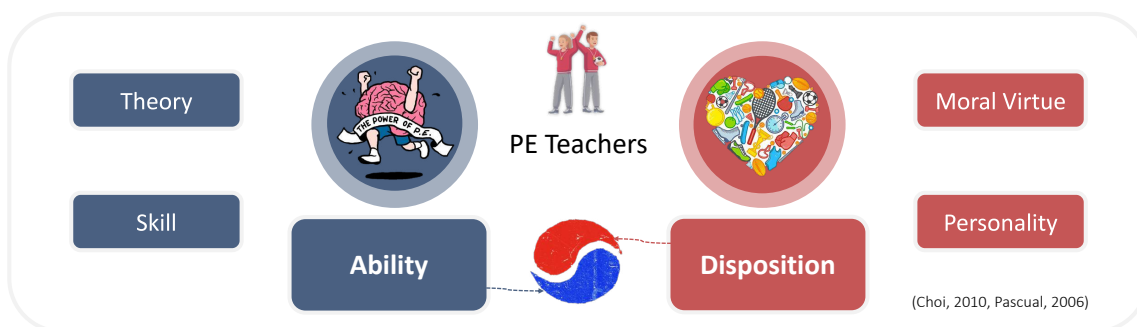 Theory
Skill
THE POWER OF P.E.
Ability
PE Teachers
Disposition
Moral Virtue
Personality
(Choi, 2010, Pascual, 2006)